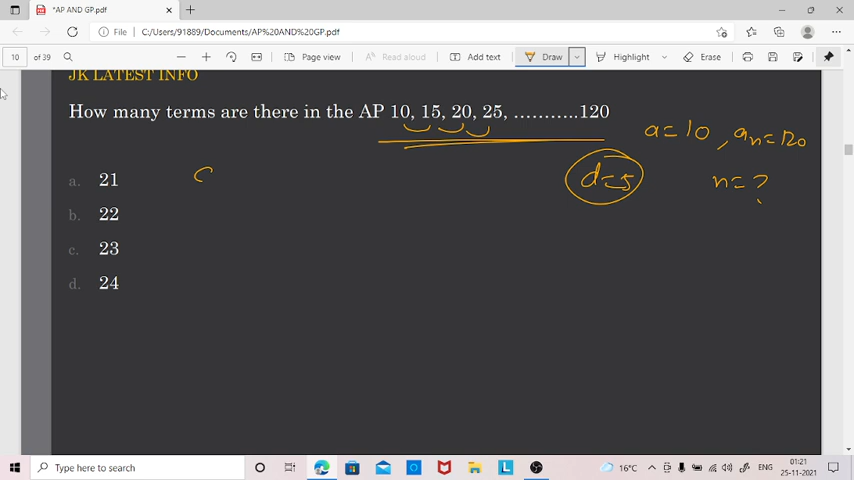 *AP AND GP.pdf
File C:/Users/91889/Documents/AP%20AND%20GP.pdf
10 of 39 Page view Read aloud Add text Draw Highlight Erase
JK LATEST INFO
How many terms are there in the AP 10, 15, 20, 25, ………..120
a=10 , an=120
a. 21
d=5
n=?
b. 22
c. 23
d. 24
Type here to search
16°C ENG 01:21
25-11-2021